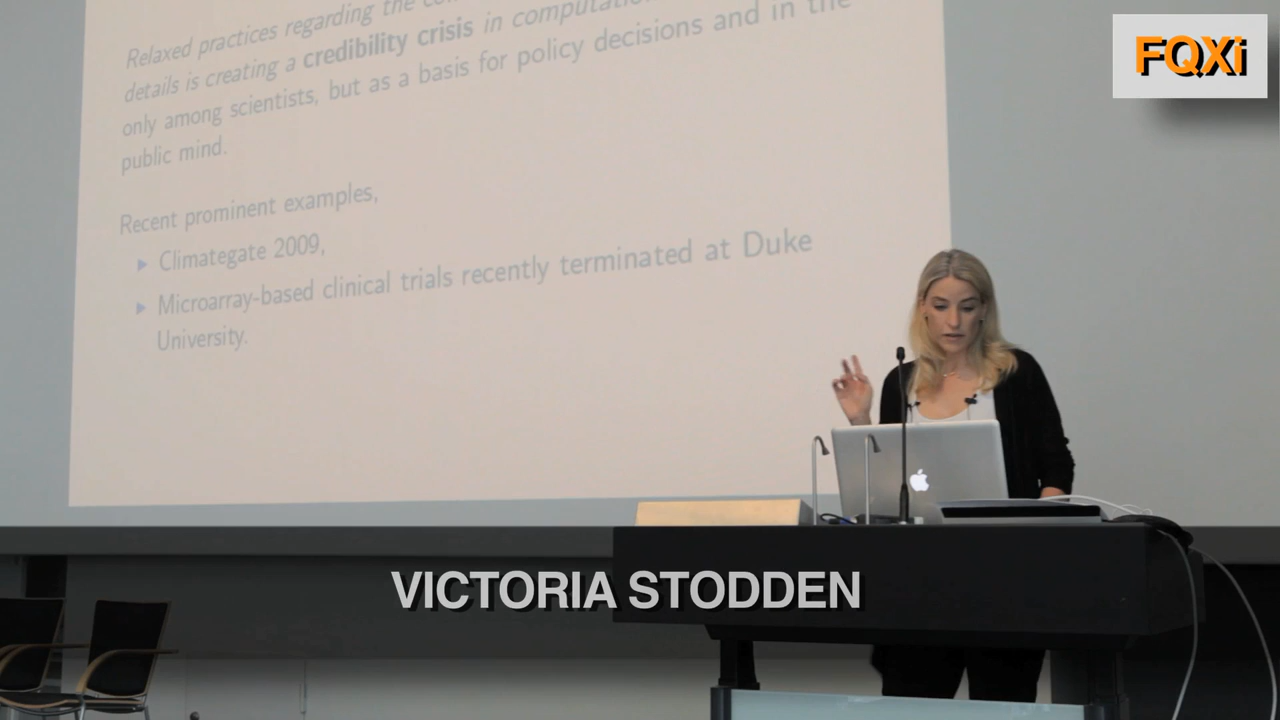 Relaxed practices regarding the
details is creating a credibility crisis in
only among scientists, but as a basis for policy decisions and in the
public mind.
Recent prominent examples,
Climategate 2009,
Microarray-based clinical trials recently terminated at Duke
University.
FQXi
VICTORIA STODDEN